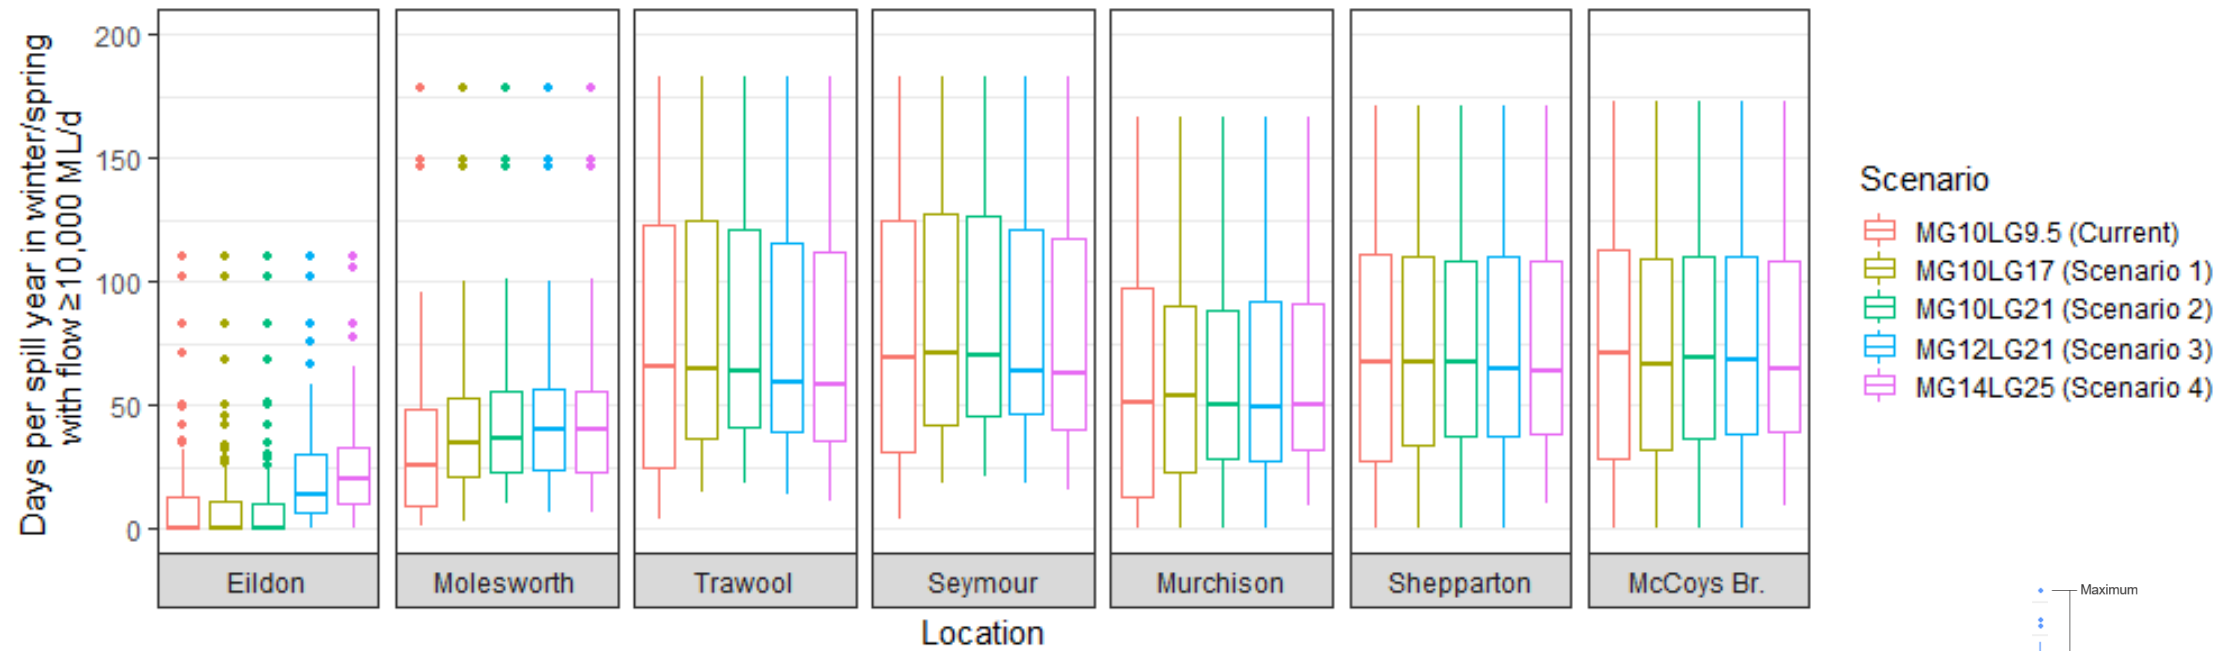 Days per spill year in winter/spring
with flow ≥10,000 ML/d
200
150
100
50
0
Eildon
Molesworth
Trawool
Seymour
Murchison
Shepparton
McCoys Br.
Location
Scenario
MG10LG9.5 (Current)
MG10LG17 (Scenario 1)
MG10LG21 (Scenario 2)
MG12LG21 (Scenario 3)
MG14LG25 (Scenario 4)
Maximum